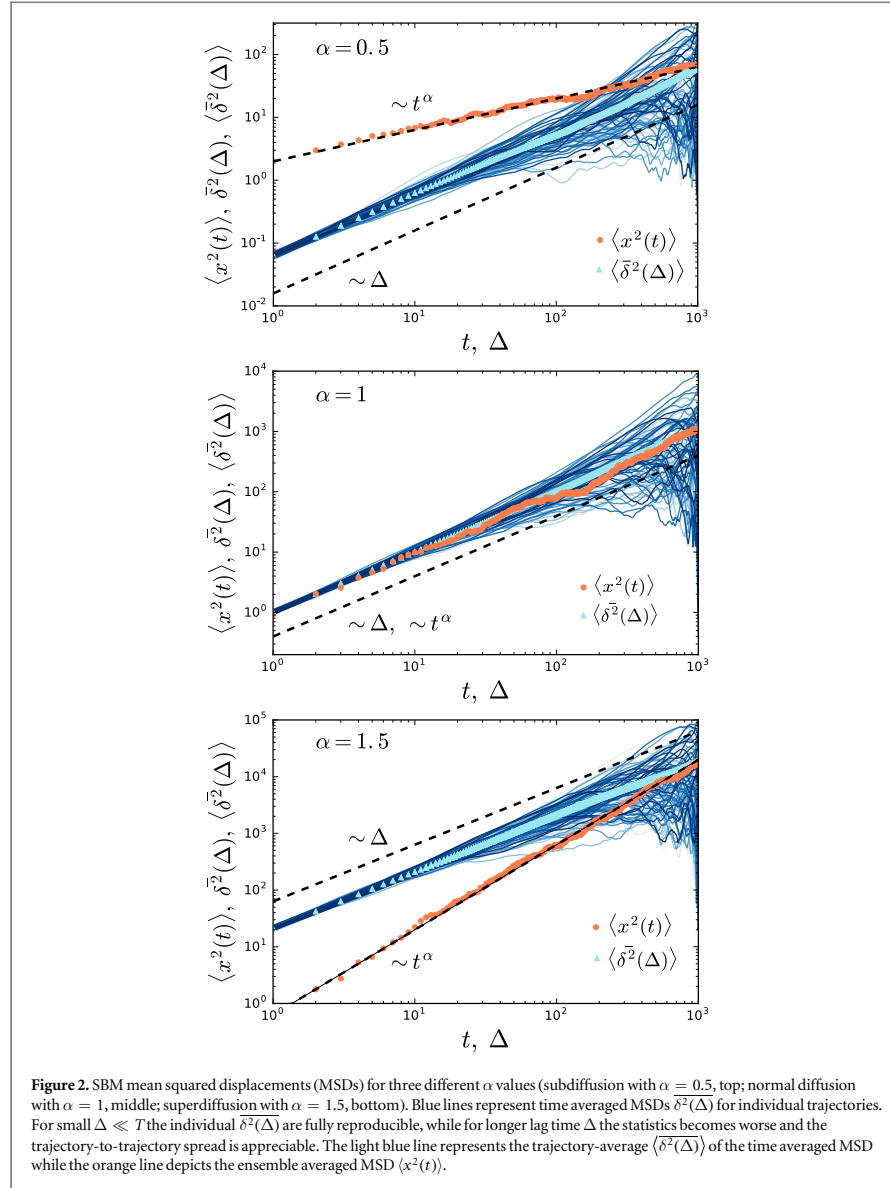 ⟨x²(t)⟩, δ̄²(Δ), ⟨δ̄²(Δ)⟩
10²
10¹
10⁰
10⁻¹
10⁻²
α = 0.5
~ t^α
~ Δ
⟨x²(t)⟩
⟨δ̄²(Δ)⟩
10⁰ 10¹ 10² 10³
t, Δ
⟨x²(t)⟩, δ̄²(Δ), ⟨δ̄²(Δ)⟩
10⁴
10³
10²
10¹
10⁰
α = 1
~ Δ, ~ t^α
⟨x²(t)⟩
⟨δ̄²(Δ)⟩
10⁰ 10¹ 10² 10³
t, Δ
⟨x²(t)⟩, δ̄²(Δ), ⟨δ̄²(Δ)⟩
10⁵
10⁴
10³
10²
10¹
10⁰
α = 1.5
~ Δ
~ t^α
⟨x²(t)⟩
⟨δ̄²(Δ)⟩
10⁰ 10¹ 10² 10³
t, Δ
Figure 2. SBM mean squared displacements (MSDs) for three different α values (subdiffusion with α = 0.5, top; normal diffusion
with α = 1, middle; superdiffusion with α = 1.5, bottom). Blue lines represent time averaged MSDs δ̄²(Δ) for individual trajectories.
For small Δ ≪ T the individual δ̄²(Δ) are fully reproducible, while for longer lag time Δ the statistics becomes worse and the
trajectory-to-trajectory spread is appreciable. The light blue line represents the trajectory-average ⟨δ̄²(Δ)⟩ of the time averaged MSD
while the orange line depicts the ensemble averaged MSD ⟨x²(t)⟩.